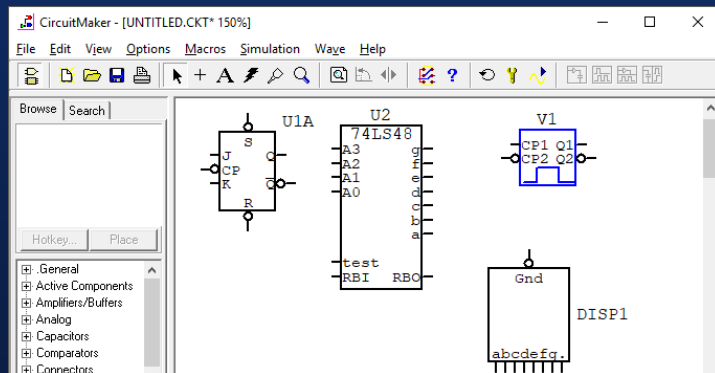 CircuitMaker - [UNTITLED.CKT* 150%]
File Edit View Options Macros Simulation Wave Help
Browse Search
Hotkey... Place
.General
Active Components
Amplifiers/Buffers
Analog
Capacitors
Comparators
Connectors
U1A
S
J Q
CP
K Q
R
U2
74LS48
A3 g
A2 f
A1 e
A0 d
c
b
a
test
RBI RBO
V1
CP1 Q1
CP2 Q2
Gnd
DISP1
abcdefg.